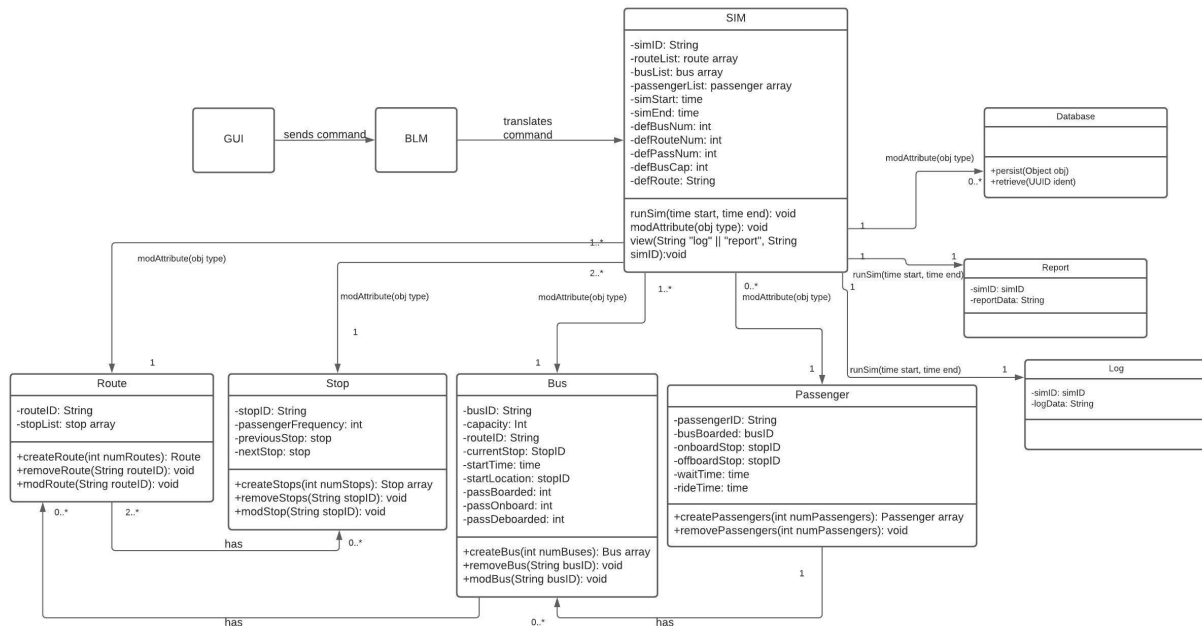 SIM
-simID: String
-routeList: route array
-busList: bus array
-passengerList: passenger array
-simStart: time
-simEnd: time
-defBusNum: int
-defRouteNum: int
-defPassNum: int
-defBusCap: int
-defRoute: String
runSim(time start, time end): void
modAttribute(obj type): void
view(String "log" || "report", String
simID):void
GUI
sends command
BLM
translates
command
Database
+persist(Object obj)
+retrieve(UUID ident)
modAttribute(obj type)
0..*
1
1
1
runSim(time start, time end)
Report
-simID: simID
-reportData: String
1
runSim(time start, time end)
1
Log
-simID: simID
-logData: String
1..*
modAttribute(obj type)
1
2..*
modAttribute(obj type)
1
1..*
modAttribute(obj type)
1
0..*
modAttribute(obj type)
1
Route
-routeID: String
-stopList: stop array
+createRoute(int numRoutes): Route
+removeRoute(String routeID): void
+modRoute(String routeID): void
0..*
2..*
has
0..*
Stop
-stopID: String
-passengerFrequency: int
-previousStop: stop
-nextStop: stop
+createStops(int numStops): Stop array
+removeStops(String stopID): void
+modStop(String stopID): void
Bus
-busID: String
-capacity: Int
-routeID: String
-currentStop: StopID
-startTime: time
-startLocation: stopID
-passBoarded: int
-passOnboard: int
-passDeboarded: int
+createBus(int numBuses): Bus array
+removeBus(String busID): void
+modBus(String busID): void
has
Passenger
-passengerID: String
-busBoarded: busID
-onboardStop: stopID
-offboardStop: stopID
-waitTime: time
-rideTime: time
+createPassengers(int numPassengers): Passenger array
+removePassengers(int numPassengers): void
1
0..*
has